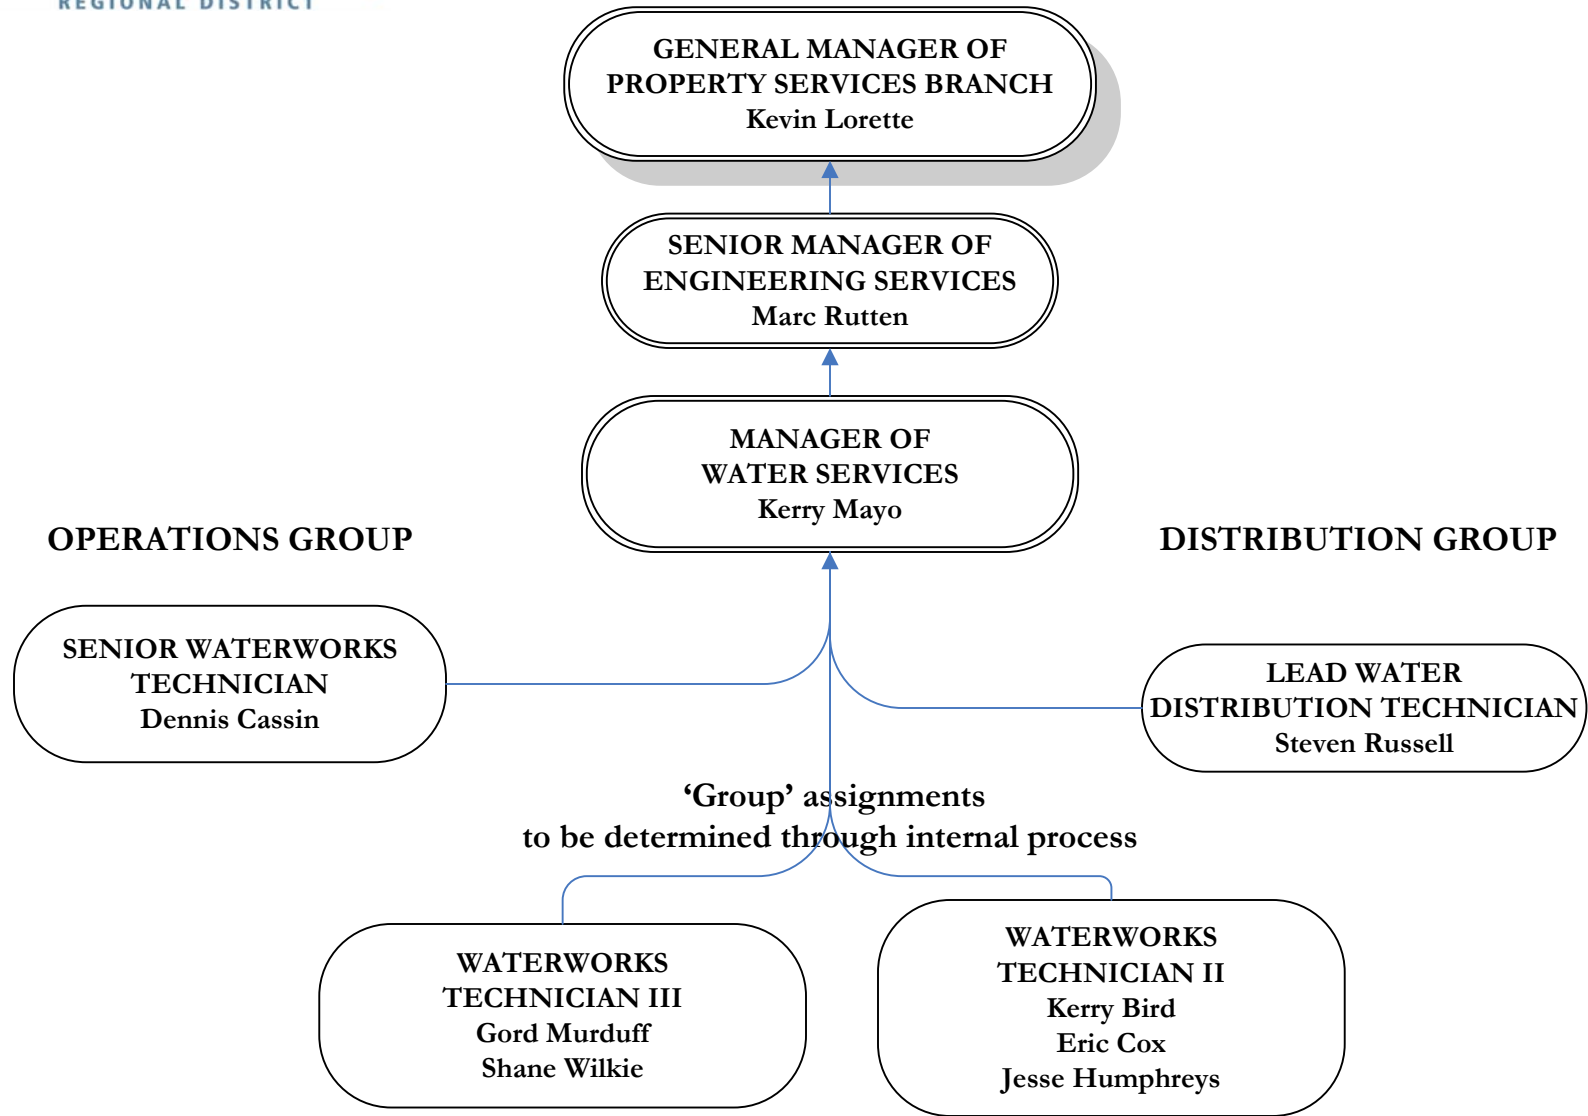 REGIONAL DISTRICT
GENERAL MANAGER OF
PROPERTY SERVICES BRANCH
Kevin Lorette
SENIOR MANAGER OF
ENGINEERING SERVICES
Marc Rutten
MANAGER OF
WATER SERVICES
Kerry Mayo
OPERATIONS GROUP
DISTRIBUTION GROUP
SENIOR WATERWORKS
TECHNICIAN
Dennis Cassin
LEAD WATER
DISTRIBUTION TECHNICIAN
Steven Russell
‘Group’ assignments
to be determined through internal process
WATERWORKS
TECHNICIAN III
Gord Murduff
Shane Wilkie
WATERWORKS
TECHNICIAN II
Kerry Bird
Eric Cox
Jesse Humphreys